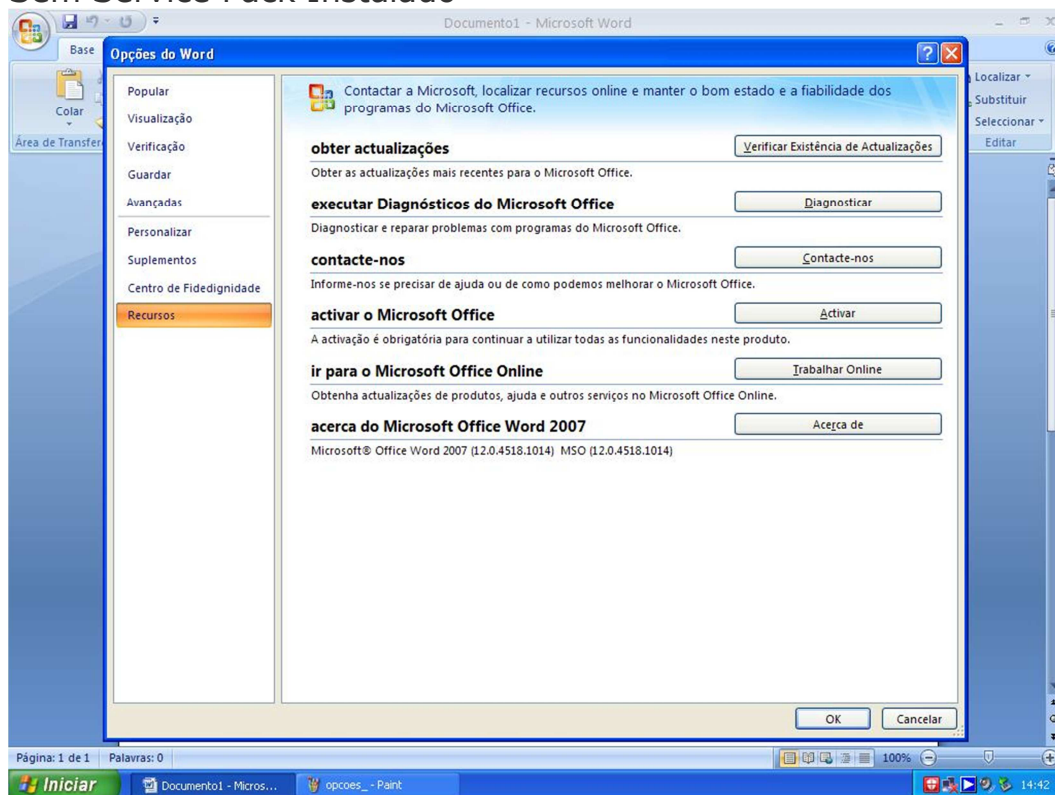 Sem Service Pack Instalado
Documento1 - Microsoft Word
Base
Colar
Área de Transfer
Localizar
Substituir
Seleccionar
Editar
Opções do Word
Popular
Visualização
Verificação
Guardar
Avançadas
Personalizar
Suplementos
Centro de Fidedignidade
Recursos
Contactar a Microsoft, localizar recursos online e manter o bom estado e a fiabilidade dos
programas do Microsoft Office.
obter actualizações
Verificar Existência de Actualizações
Obter as actualizações mais recentes para o Microsoft Office.
executar Diagnósticos do Microsoft Office
Diagnosticar
Diagnosticar e reparar problemas com programas do Microsoft Office.
contacte-nos
Contacte-nos
Informe-nos se precisar de ajuda ou de como podemos melhorar o Microsoft Office.
activar o Microsoft Office
Activar
A activação é obrigatória para continuar a utilizar todas as funcionalidades neste produto.
ir para o Microsoft Office Online
Trabalhar Online
Obtenha actualizações de produtos, ajuda e outros serviços no Microsoft Office Online.
acerca do Microsoft Office Word 2007
Acerca de
Microsoft® Office Word 2007 (12.0.4518.1014) MSO (12.0.4518.1014)
OK
Cancelar
Página: 1 de 1
Palavras: 0
100%
Iniciar
Documento1 - Micros...
opcoes_ - Paint
14:42